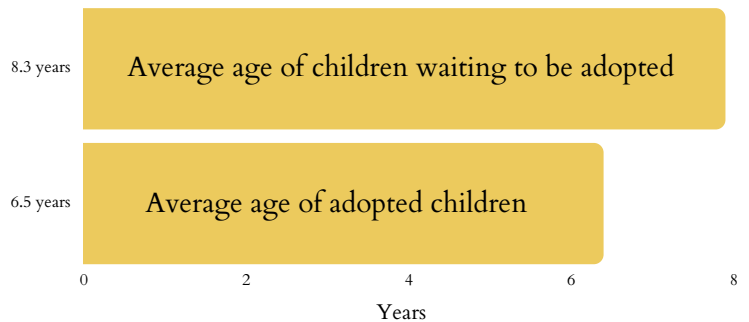 8.3 years
Average age of children waiting to be adopted
6.5 years
Average age of adopted children
0 2 4 6 8
Years